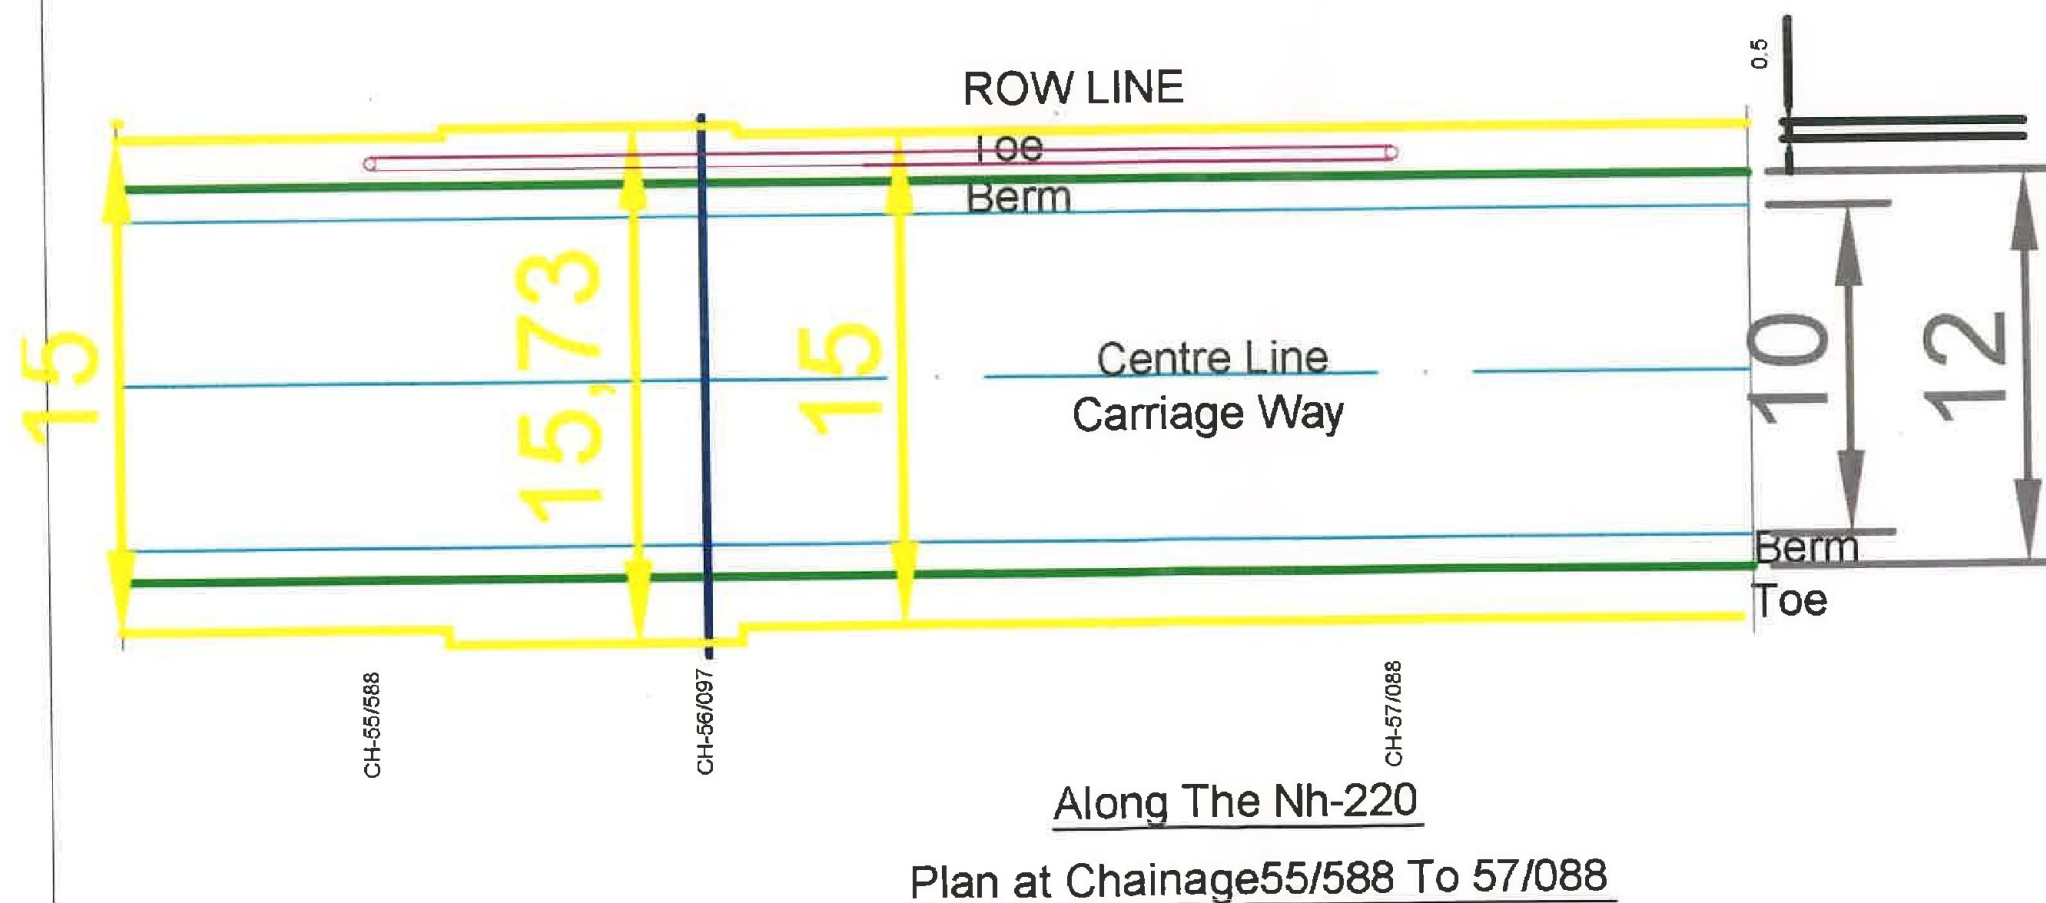 0.5
ROW LINE
Toe
Berm
15
15,73
15
Centre Line
Carriage Way
10
12
Berm
Toe
CH-55/588
CH-56/097
CH-57/088
Along The Nh-220
Plan at Chainage55/588 To 57/088